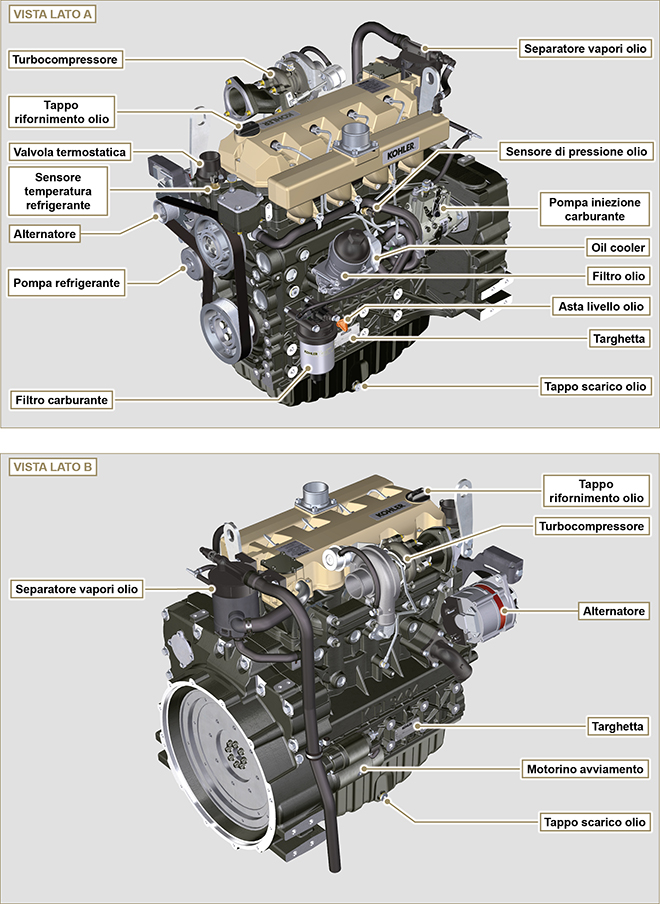 VISTA LATO A
Separatore vapori olio
Turbocompressore
Tappo
rifornimento olio
KOHLER
KOHLER
Valvola termostatica
Sensore di pressione olio
Sensore
temperatura
refrigerante
Pompa iniezione
carburante
Alternatore
Oil cooler
Pompa refrigerante
Filtro olio
Asta livello olio
Targhetta
KOHLER
Filtro carburante
Tappo scarico olio
VISTA LATO B
Tappo
rifornimento olio
KOHLER
Turbocompressore
Separatore vapori olio
Alternatore
Targhetta
Motorino avviamento
Tappo scarico olio